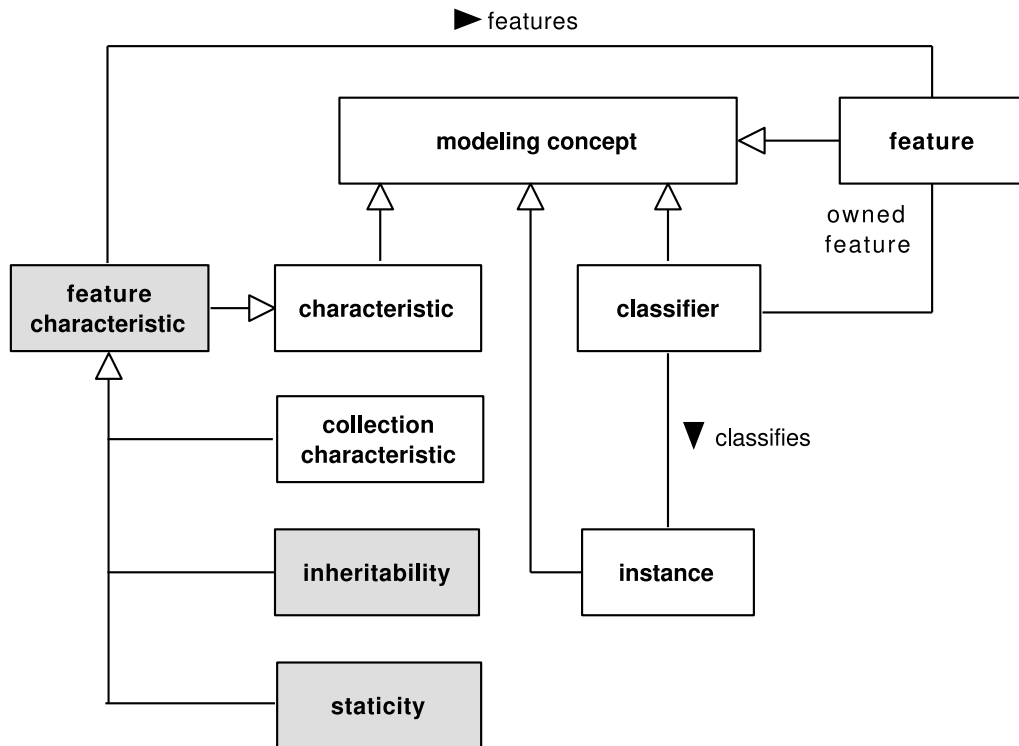 features
modeling concept
feature
owned
feature
feature
characteristic
characteristic
classifier
collection
characteristic
classifies
inheritability
instance
staticity